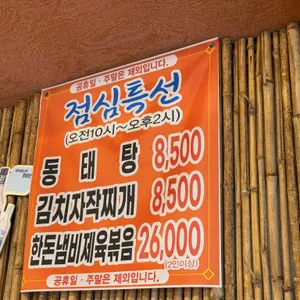 공휴일·주말은 제외입니다.
점심특선
(오전10시~오후2시)
동태탕 8,500
김치자작찌개 8,500
한돈냄비제육볶음 26,000
(2인이상)
공휴일·주말은 제외입니다.